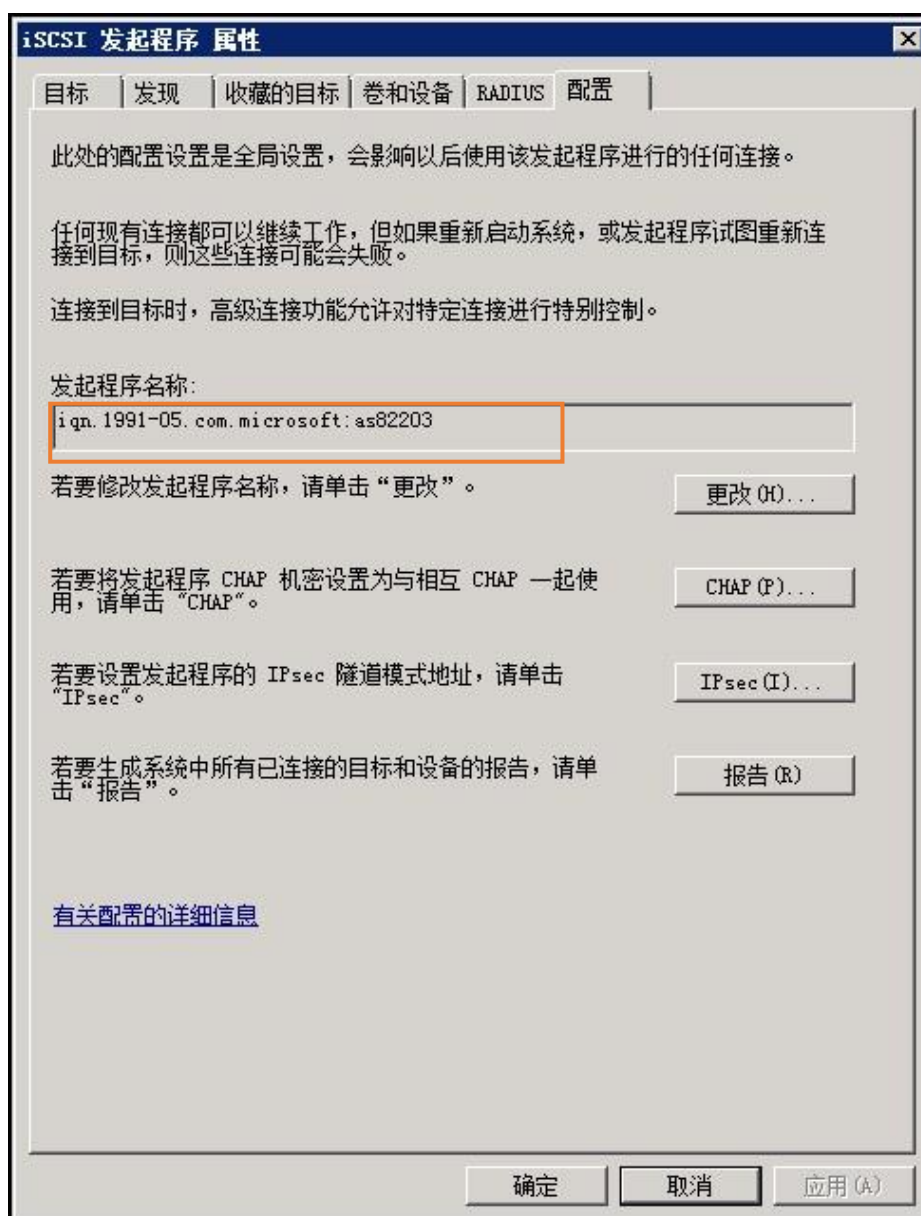 iSCSI 发起程序 属性
目标 发现 收藏的目标 卷和设备 RADIUS 配置
此处的配置设置是全局设置，会影响以后使用该发起程序进行的任何连接。
任何现有连接都可以继续工作，但如果重新启动系统，或发起程序试图重新连
接到目标，则这些连接可能会失败。
连接到目标时，高级连接功能允许对特定连接进行特别控制。
发起程序名称:
iqn.1991-05.com.microsoft:as82203
若要修改发起程序名称，请单击“更改”。
更改(H)...
若要将发起程序 CHAP 机密设置为与相互 CHAP 一起使
用，请单击 "CHAP"。
CHAP(P)...
若要设置发起程序的 IPsec 隧道模式地址，请单击
"IPsec"。
IPsec(I)...
若要生成系统中所有已连接的目标和设备的报告，请单
击“报告”。
报告(R)
有关配置的详细信息
确定 取消 应用(A)